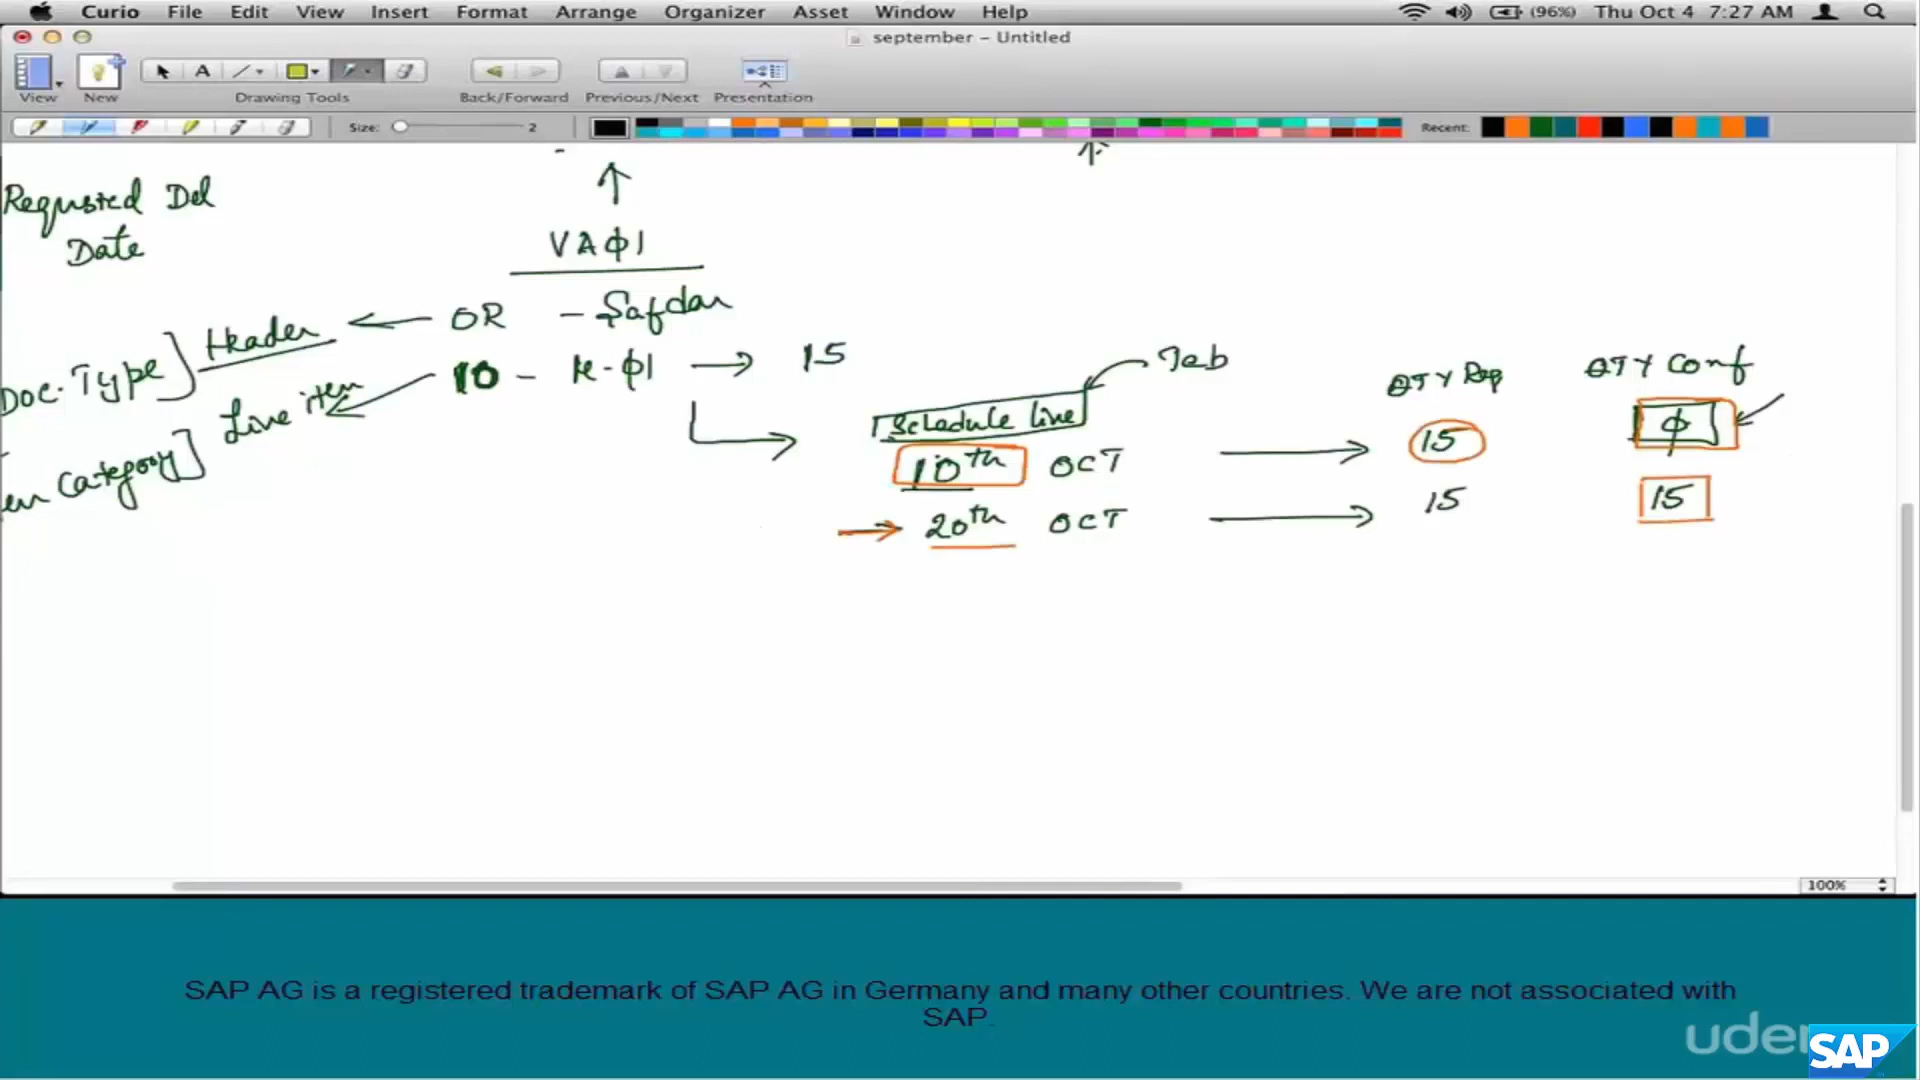 Curio File Edit View Insert Format Arrange Organizer Asset Window Help (96%) Thu Oct 4 7:27 AM
september – Untitled
View New Drawing Tools Back/Forward Previous/Next Presentation
Size: 2 Recent:
Requsted Del
Date
VAφ1
OR – Safdar
Header
Doc. Type
10 – M-φ1 → 15
Line item
Category
Tab
Schedule line
QTY Req
QTY Conf
10th OCT → 15 φ
→ 20th OCT → 15 15
100%
SAP AG is a registered trademark of SAP AG in Germany and many other countries. We are not associated with
SAP.
SAP